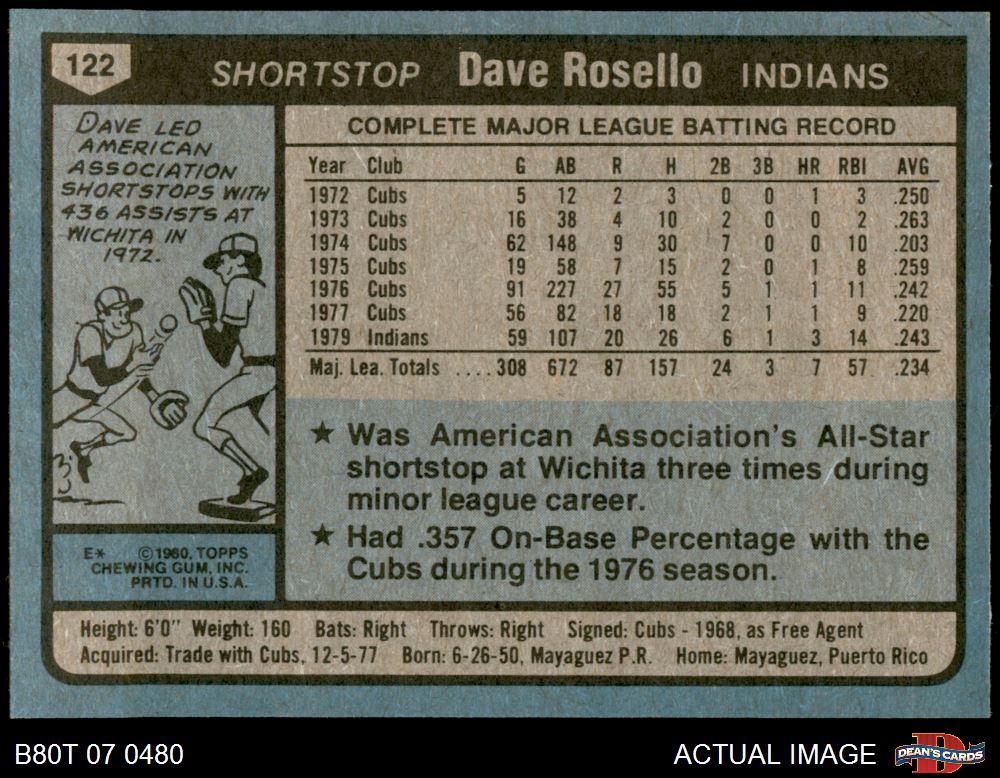 122
SHORTSTOP Dave Rosello INDIANS
DAVE LED
AMERICAN
ASSOCIATION
SHORTSTOPS WITH
436 ASSISTS AT
WICHITA IN
1972.
COMPLETE MAJOR LEAGUE BATTING RECORD
Year Club G AB R H 2B 3B HR RBI AVG
1972 Cubs 5 12 2 3 0 0 1 3 .250
1973 Cubs 16 38 4 10 2 0 0 2 .263
1974 Cubs 62 148 9 30 7 0 0 10 .203
1975 Cubs 19 58 7 15 2 0 1 8 .259
1976 Cubs 91 227 27 55 5 1 1 11 .242
1977 Cubs 56 82 18 18 2 1 1 9 .220
1979 Indians 59 107 20 26 6 1 3 14 .243
Maj. Lea. Totals ....308 672 87 157 24 3 7 57 .234
★ Was American Association's All-Star
shortstop at Wichita three times during
minor league career.
★ Had .357 On-Base Percentage with the
Cubs during the 1976 season.
E* © 1980, TOPPS
CHEWING GUM, INC.
PRTD. IN U.S.A.
Height: 6'0" Weight: 160 Bats: Right Throws: Right Signed: Cubs - 1968, as Free Agent
Acquired: Trade with Cubs, 12-5-77 Born: 6-26-50, Mayaguez P.R. Home: Mayaguez, Puerto Rico
B80T 07 0480
ACTUAL IMAGE
DEAN'S CARDS